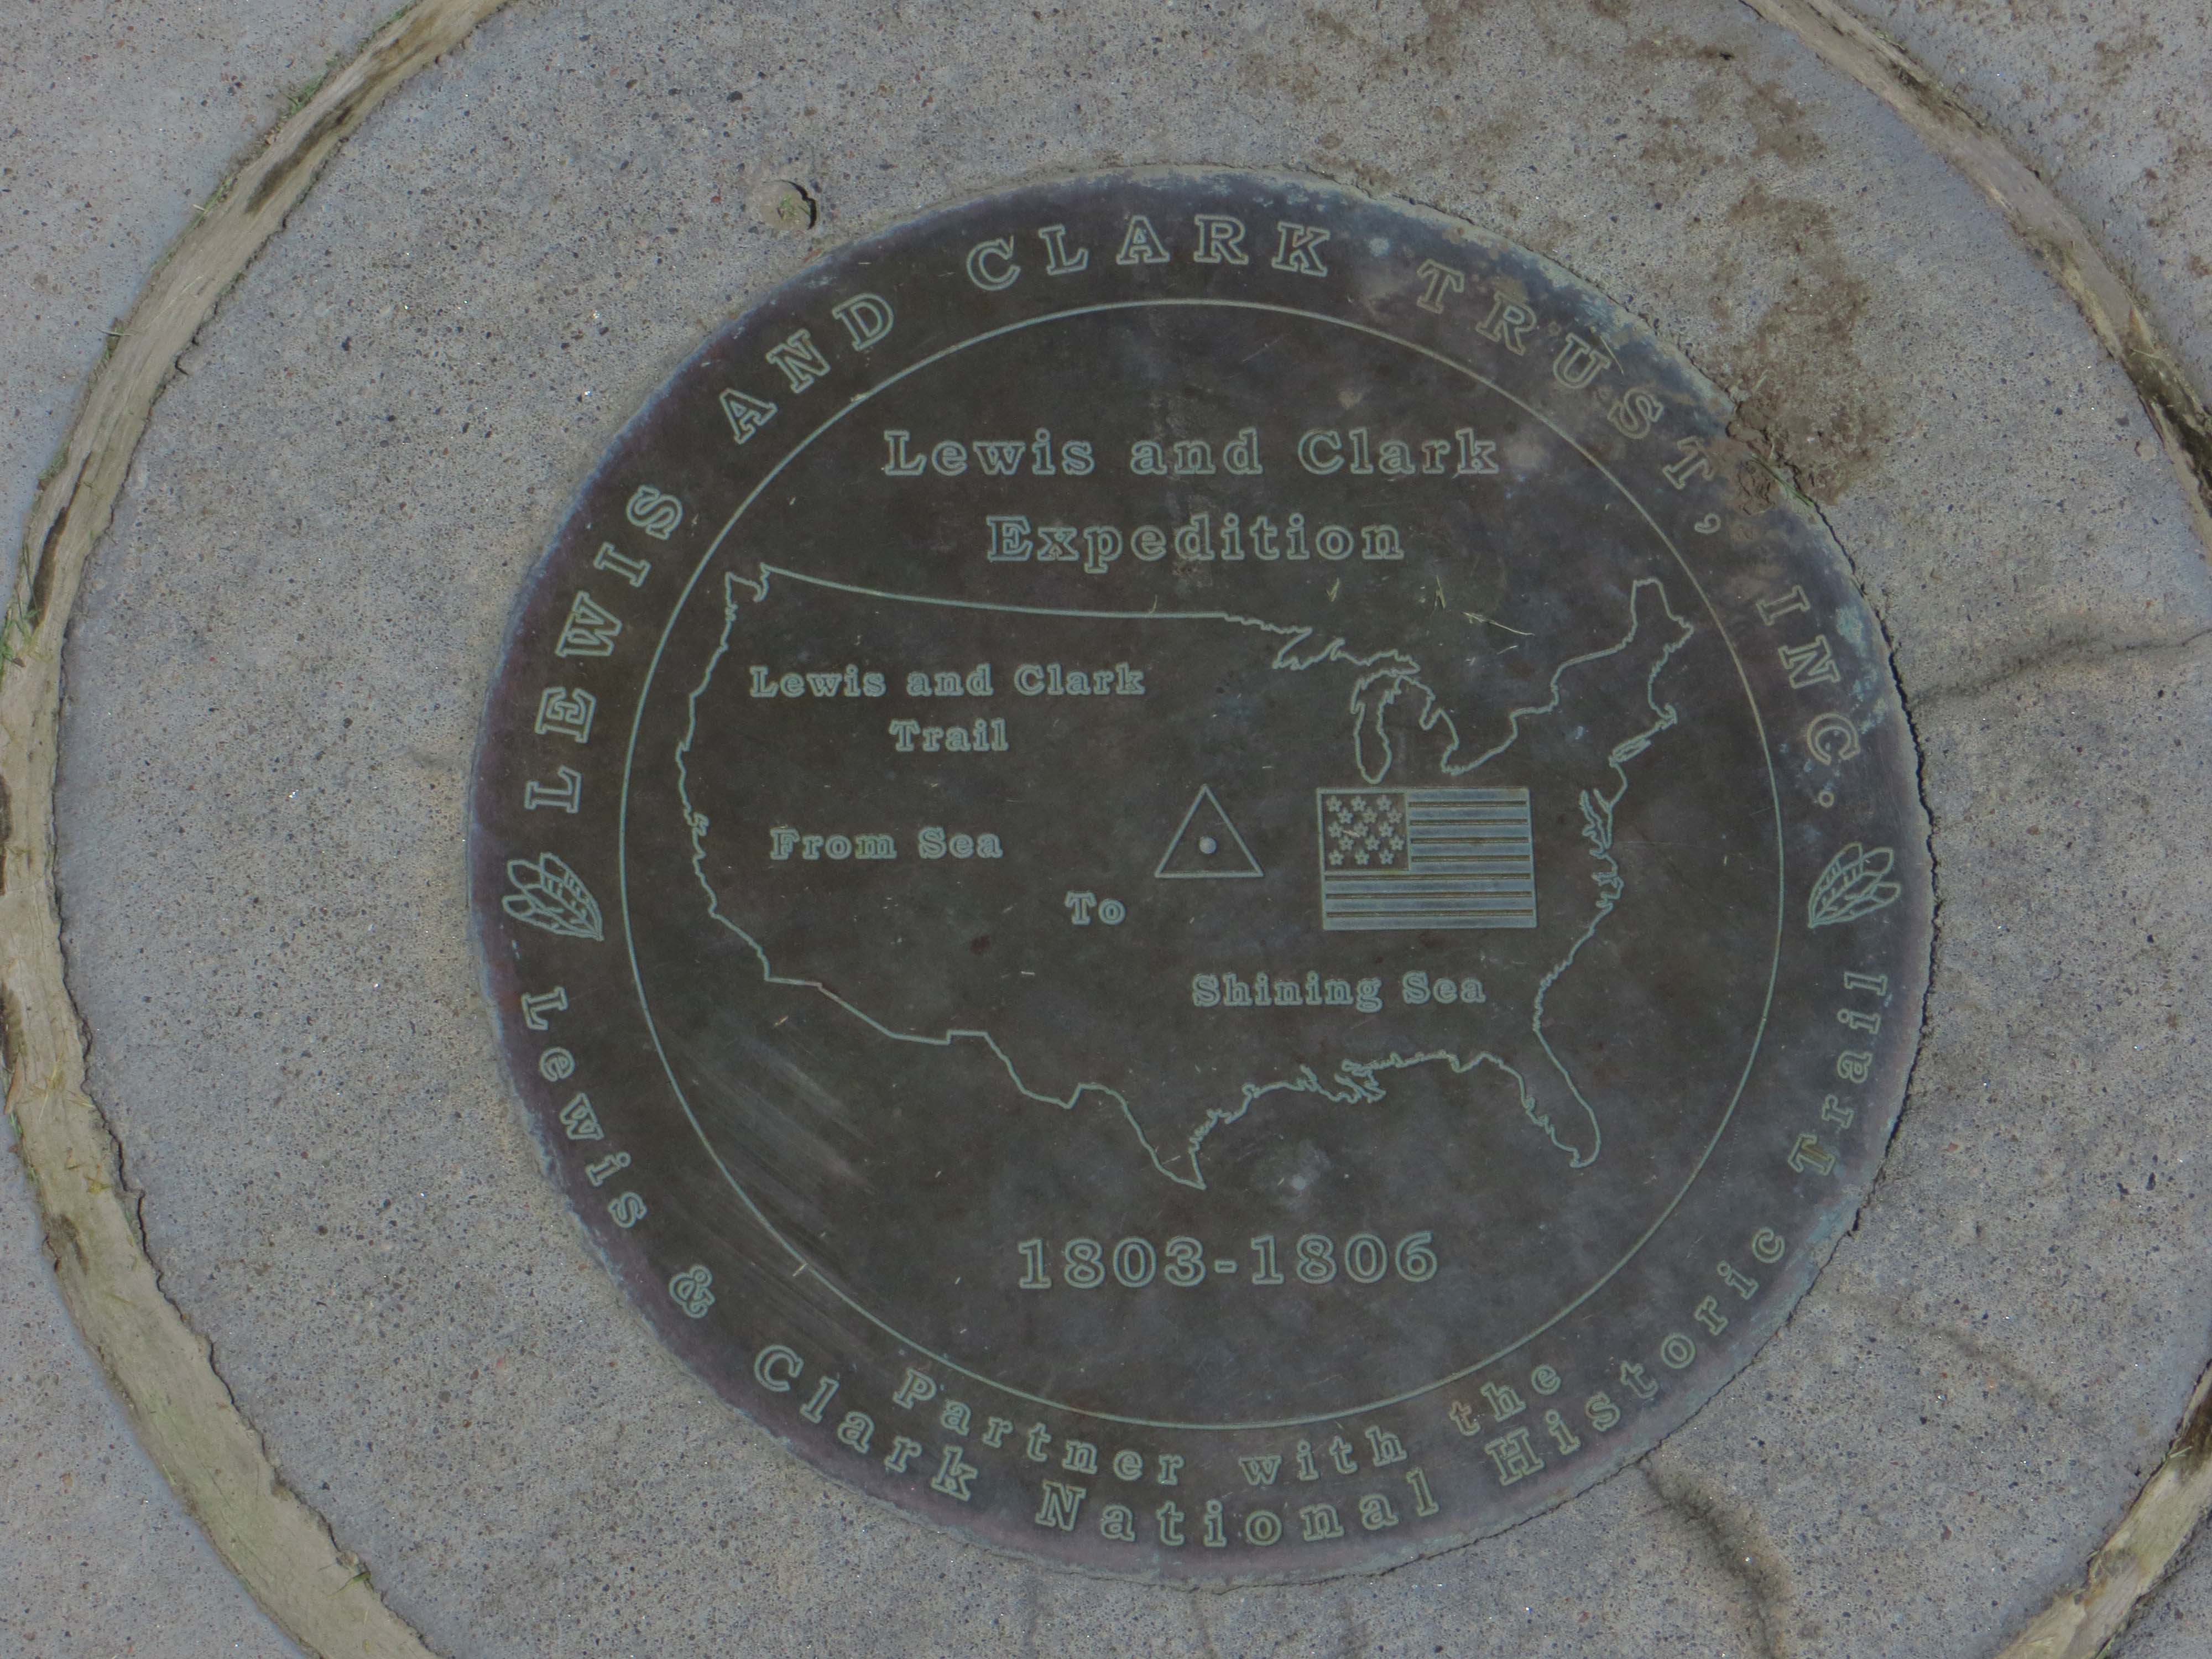 LEWIS AND CLARK TRUST, INC.
Lewis and Clark
Expedition
Lewis and Clark
Trail
From Sea
To
Shining Sea
1803-1806
Partner with the
Lewis & Clark National Historic Trail